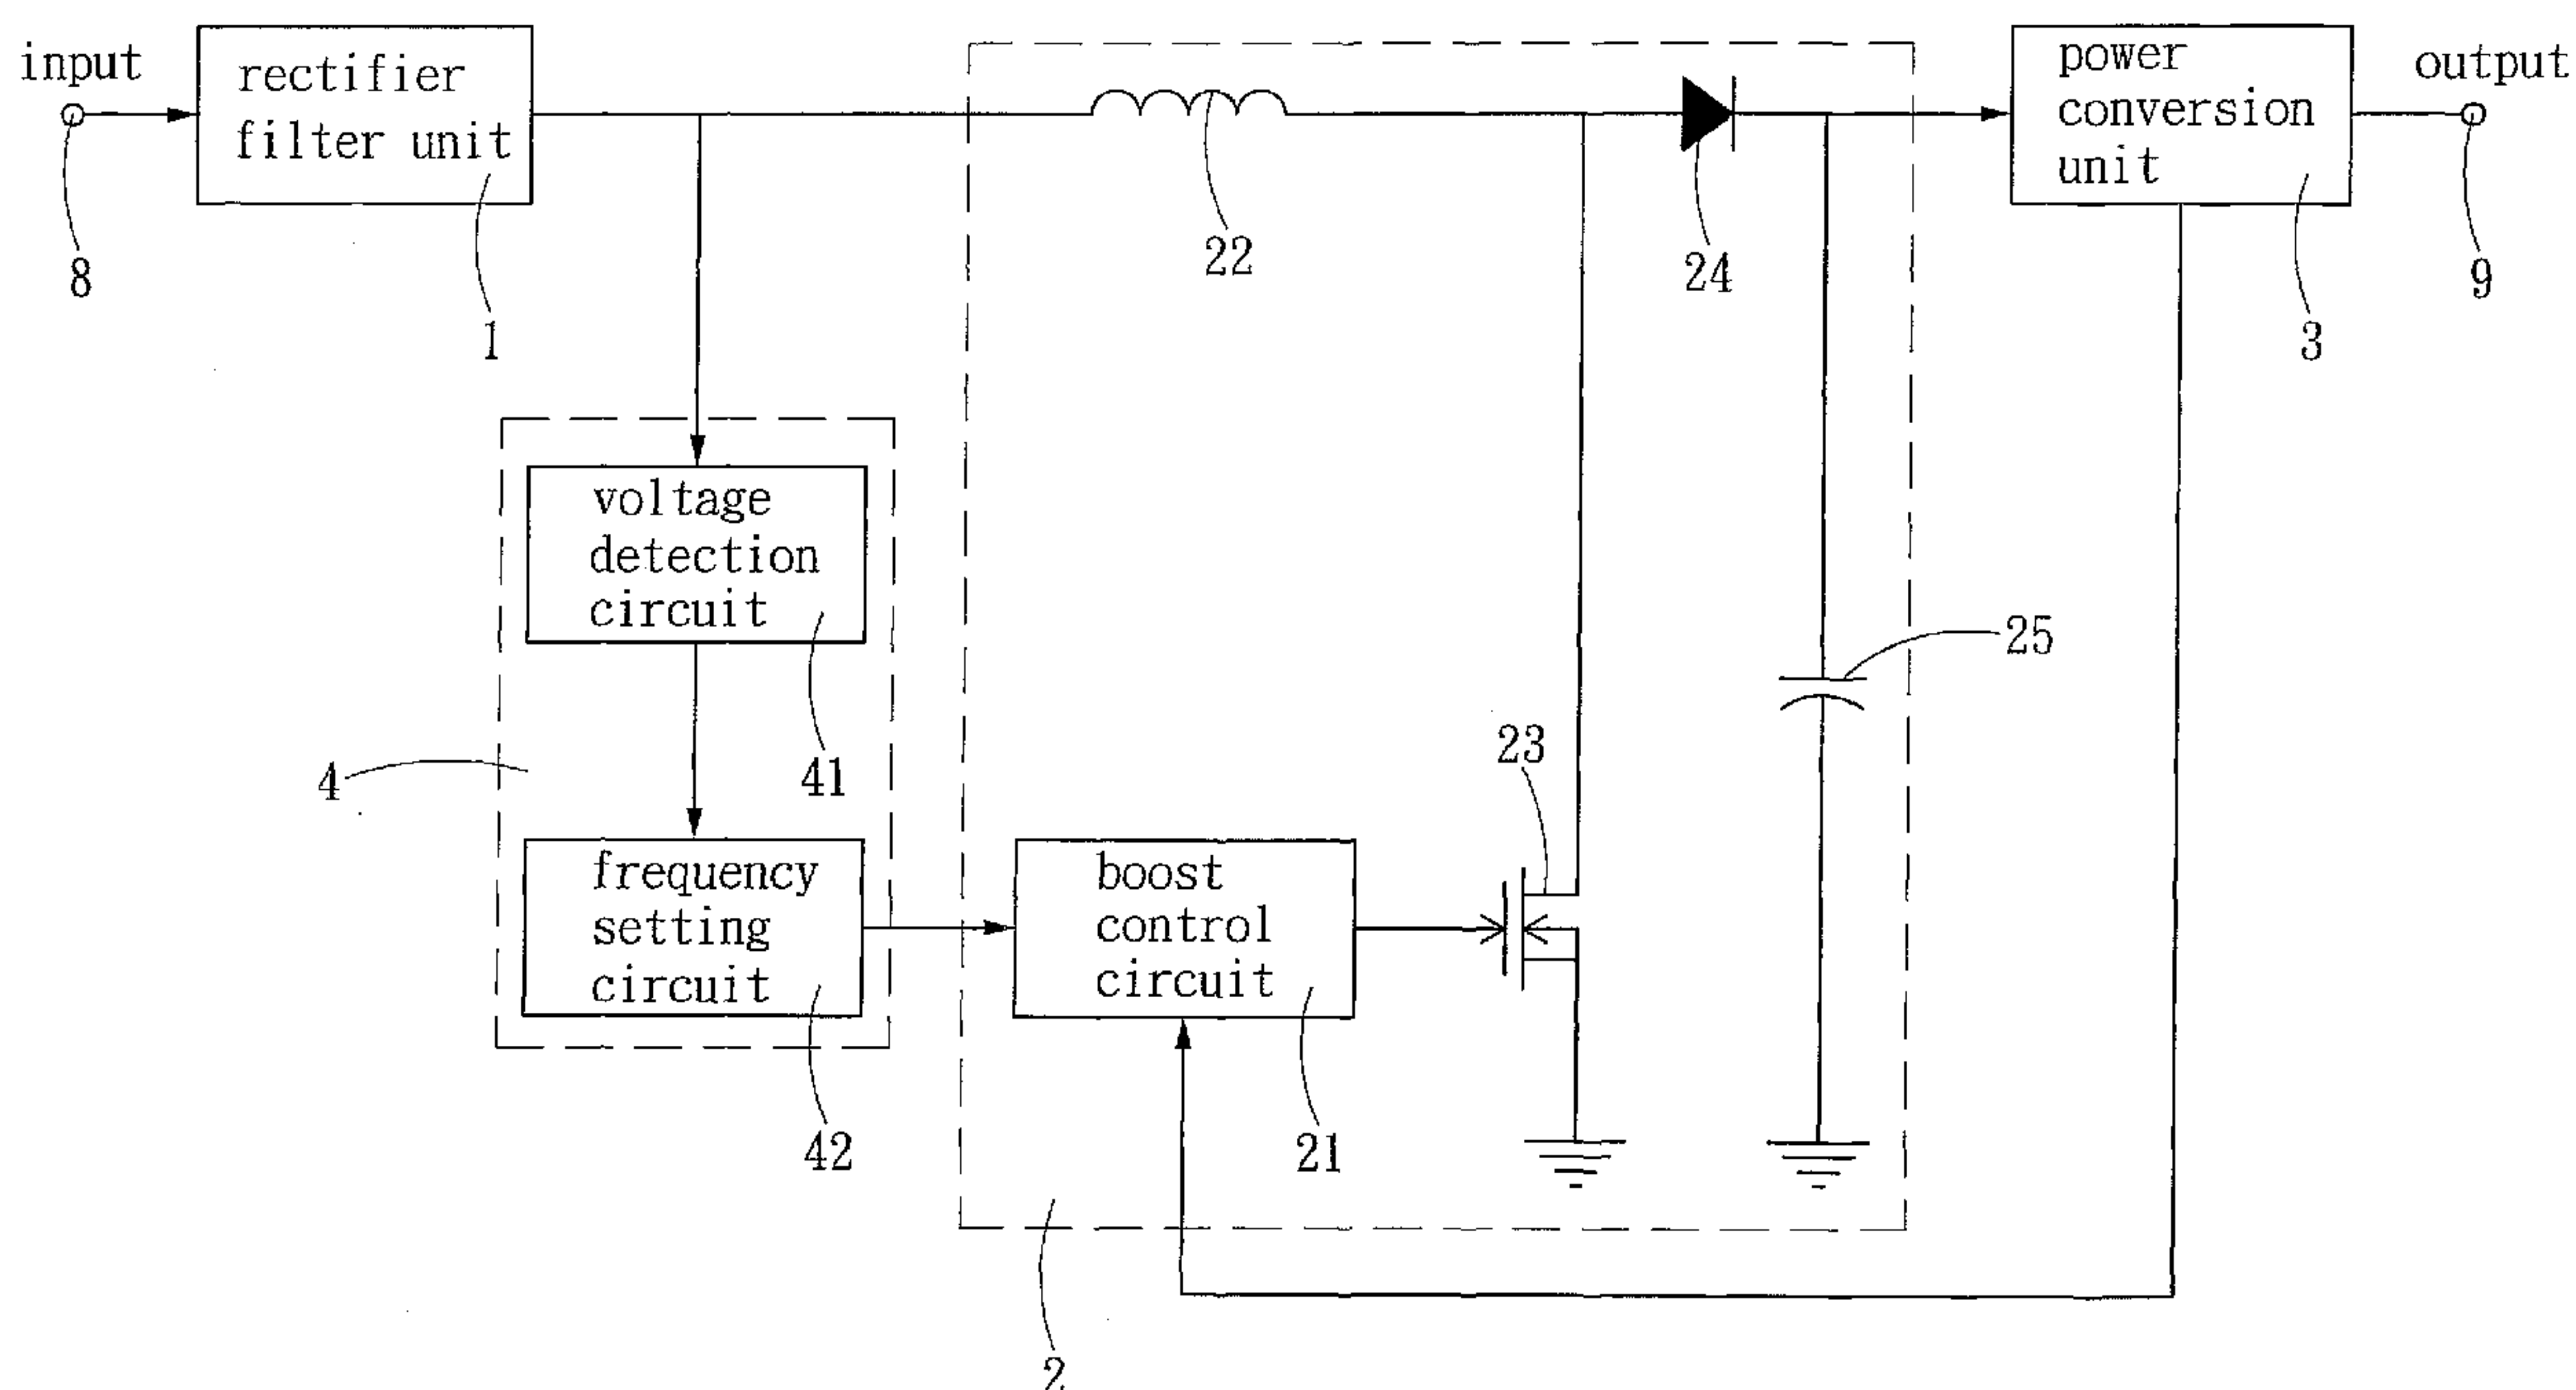 input
rectifier
filter unit
power
conversion
unit
output
8
1
22
24
3
9
voltage
detection
circuit
41
25
23
4
frequency
setting
circuit
42
boost
control
circuit
21
2